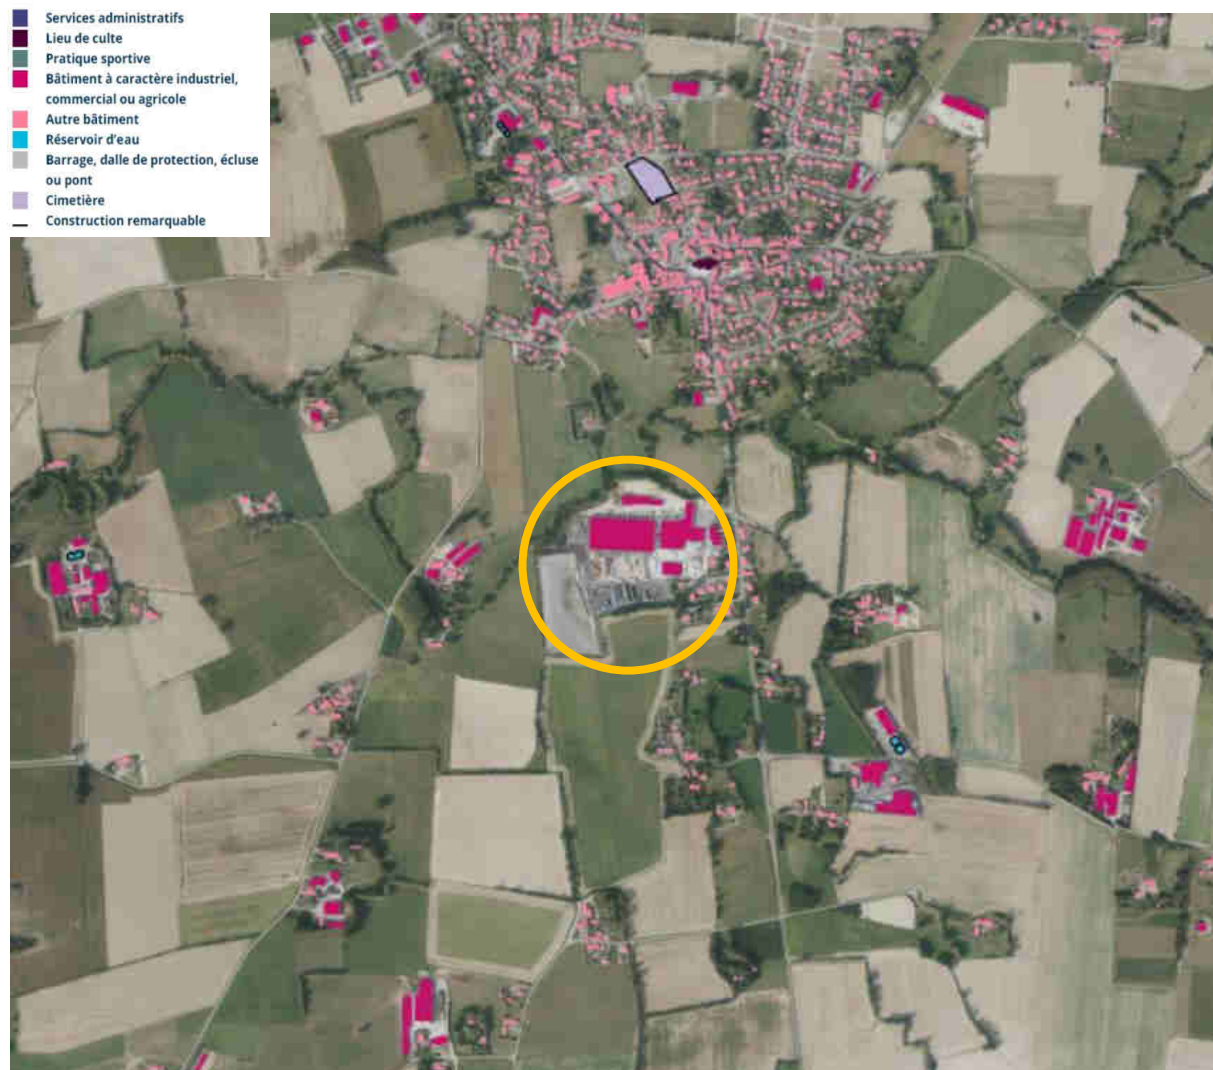 Services administratifs
Lieu de culte
Pratique sportive
Bâtiment à caractère industriel,
commercial ou agricole
Autre bâtiment
Réservoir d'eau
Barrage, dalle de protection, écluse
ou pont
Cimetière
Construction remarquable